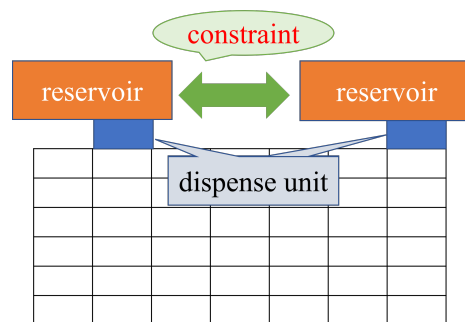 constraint
reservoir
reservoir
dispense unit